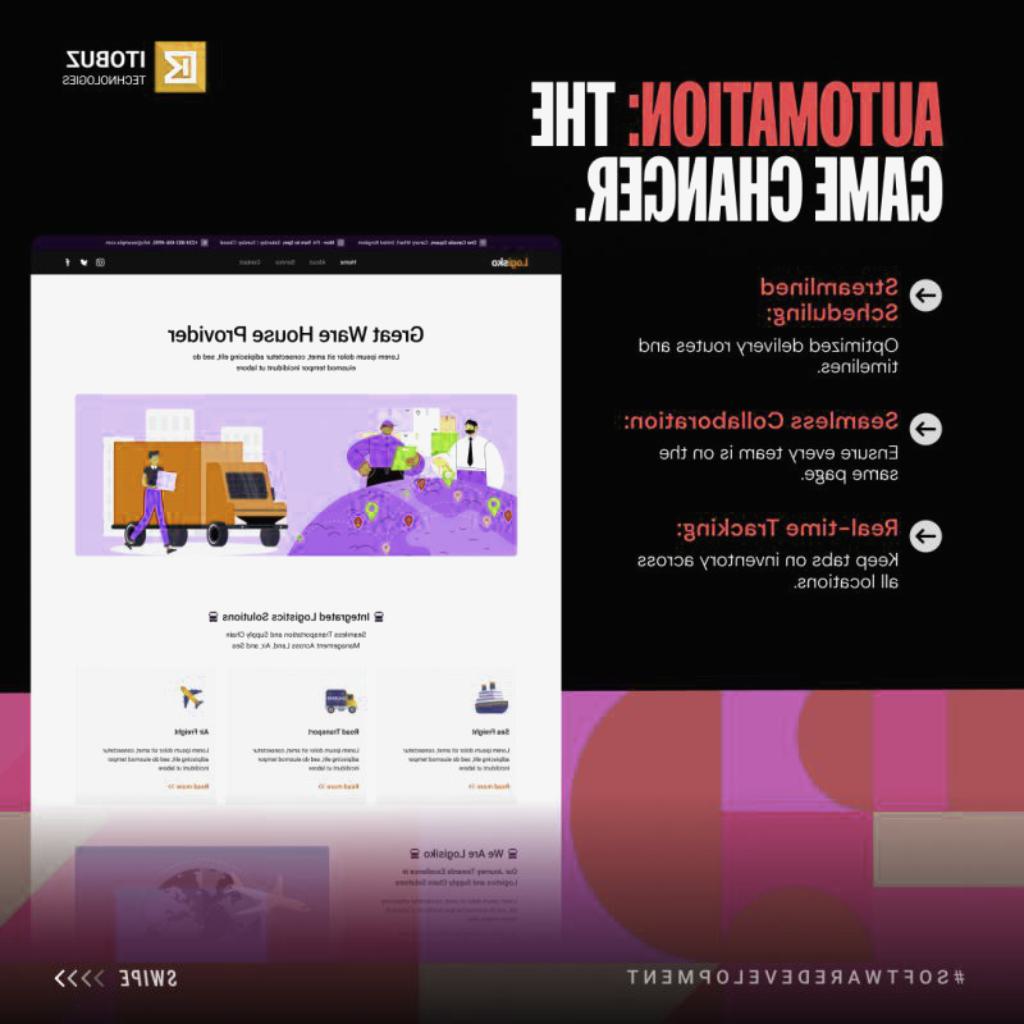 ITOBUZ
TECHNOLOGIES
AUTOMATION: THE
GAME CHANGER.
Streamlined
Scheduling:
Optimized delivery routes and
timelines.
Seamless Collaboration:
Ensure every team is on the
same page.
Real-time Tracking:
Keep tabs on inventory across
all locations.
One Canada Square, Canary Wharf, United Kingdom
Logisko
Home About Service Contact
Great Ware House Provider
Lorem ipsum dolor sit amet, consectetur adipiscing elit, sed do
eiusmod tempor incididunt ut labore
Integrated Logistics Solutions
Seamless Transportation and Supply Chain
Management Across Land, Air, and Sea
Sea Freight
Lorem ipsum dolor sit amet, consectetur
adipiscing elit, sed do eiusmod tempor
incididunt ut labore
Read more >>
Road Transport
Lorem ipsum dolor sit amet, consectetur
adipiscing elit, sed do eiusmod tempor
incididunt ut labore
Read more >>
Air Freight
Lorem ipsum dolor sit amet, consectetur
adipiscing elit, sed do eiusmod tempor
incididunt ut labore
Read more >>
We Are Logisiko
Our Journey Towards Excellence in
Logistics and Supply Chain Solutions
#SOFTWAREDEVELOPMENT
SWIPE >>>>